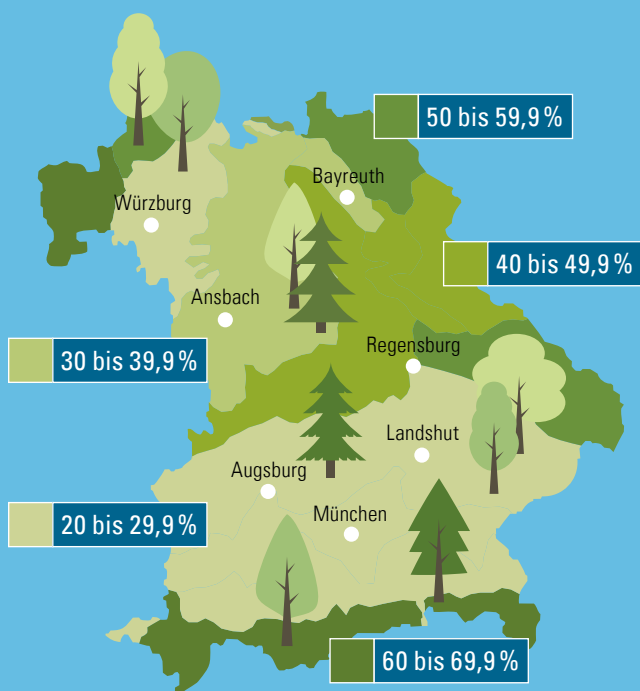 50 bis 59,9 %
Bayreuth
Würzburg
40 bis 49,9 %
Ansbach
Regensburg
30 bis 39,9 %
Landshut
Augsburg
München
20 bis 29,9 %
60 bis 69,9 %